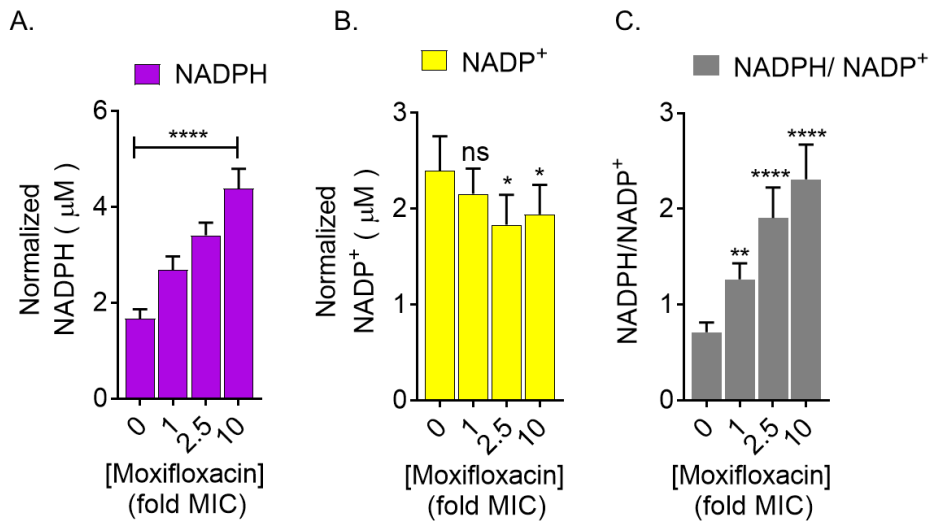 A.
NADPH
Normalized
NADPH ( μM )
6
4
2
0
****
0
1
2.5
10
[Moxifloxacin]
(fold MIC)
B.
NADP⁺
Normalized
NADP⁺ ( μM )
3
2
1
0
ns
*
*
0
1
2.5
10
[Moxifloxacin]
(fold MIC)
C.
NADPH/ NADP⁺
NADPH/NADP⁺
3
2
1
0
**
****
****
0
1
2.5
10
[Moxifloxacin]
(fold MIC)